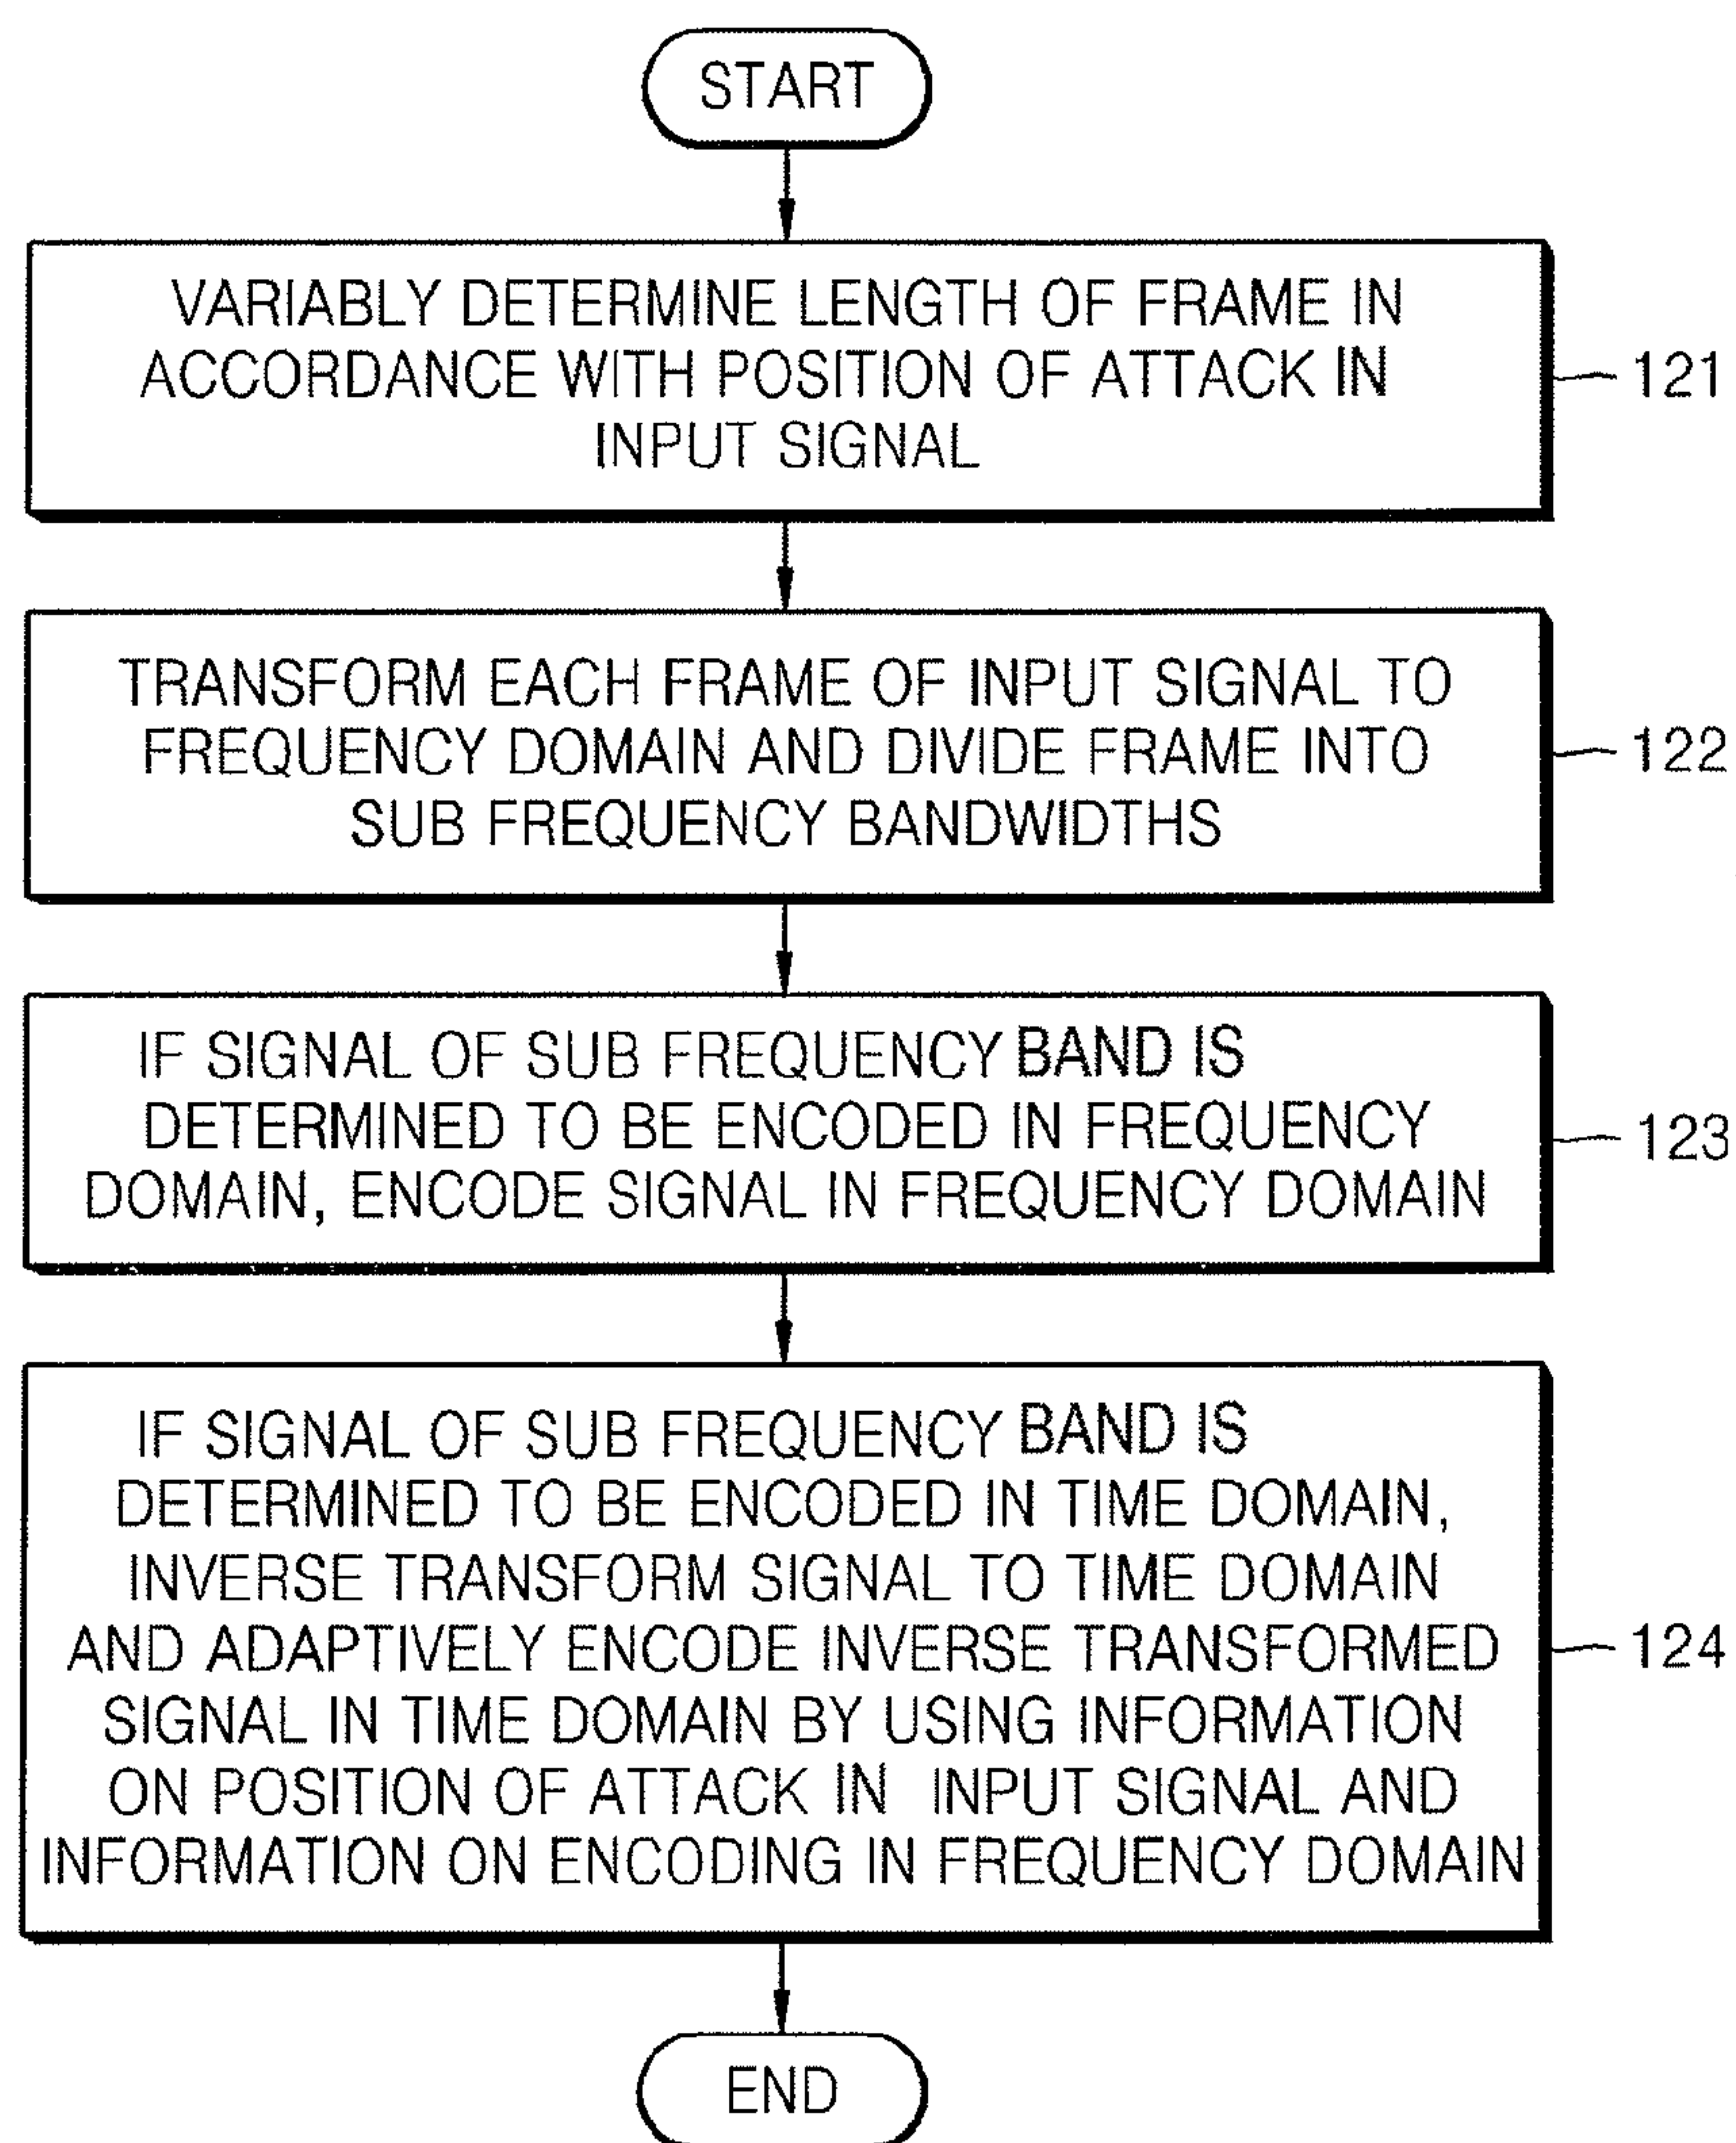 START
VARIABLY DETERMINE LENGTH OF FRAME IN
ACCORDANCE WITH POSITION OF ATTACK IN
INPUT SIGNAL
121
TRANSFORM EACH FRAME OF INPUT SIGNAL TO
FREQUENCY DOMAIN AND DIVIDE FRAME INTO
SUB FREQUENCY BANDWIDTHS
122
IF SIGNAL OF SUB FREQUENCY BAND IS
DETERMINED TO BE ENCODED IN FREQUENCY
DOMAIN, ENCODE SIGNAL IN FREQUENCY DOMAIN
123
IF SIGNAL OF SUB FREQUENCY BAND IS
DETERMINED TO BE ENCODED IN TIME DOMAIN,
INVERSE TRANSFORM SIGNAL TO TIME DOMAIN
AND ADAPTIVELY ENCODE INVERSE TRANSFORMED
SIGNAL IN TIME DOMAIN BY USING INFORMATION
ON POSITION OF ATTACK IN INPUT SIGNAL AND
INFORMATION ON ENCODING IN FREQUENCY DOMAIN
124
END